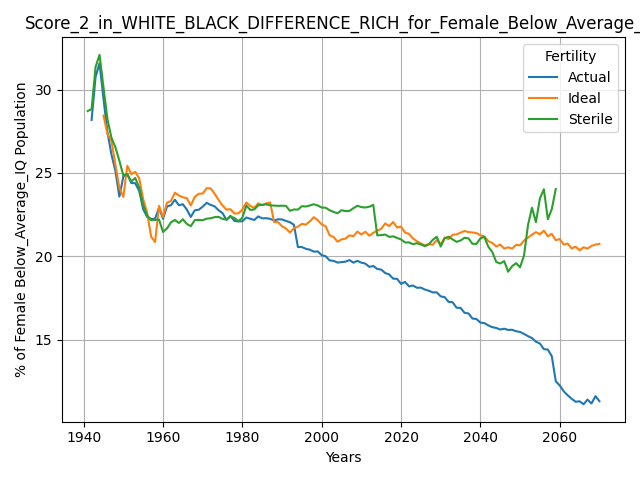 Score_2_in_WHITE_BLACK_DIFFERENCE_RICH_for_Female_Below_Average_
% of Female Below_Average_IQ Population
30
25
20
15
Fertility
Actual
Ideal
Sterile
1940 1960 1980 2000 2020 2040 2060
Years